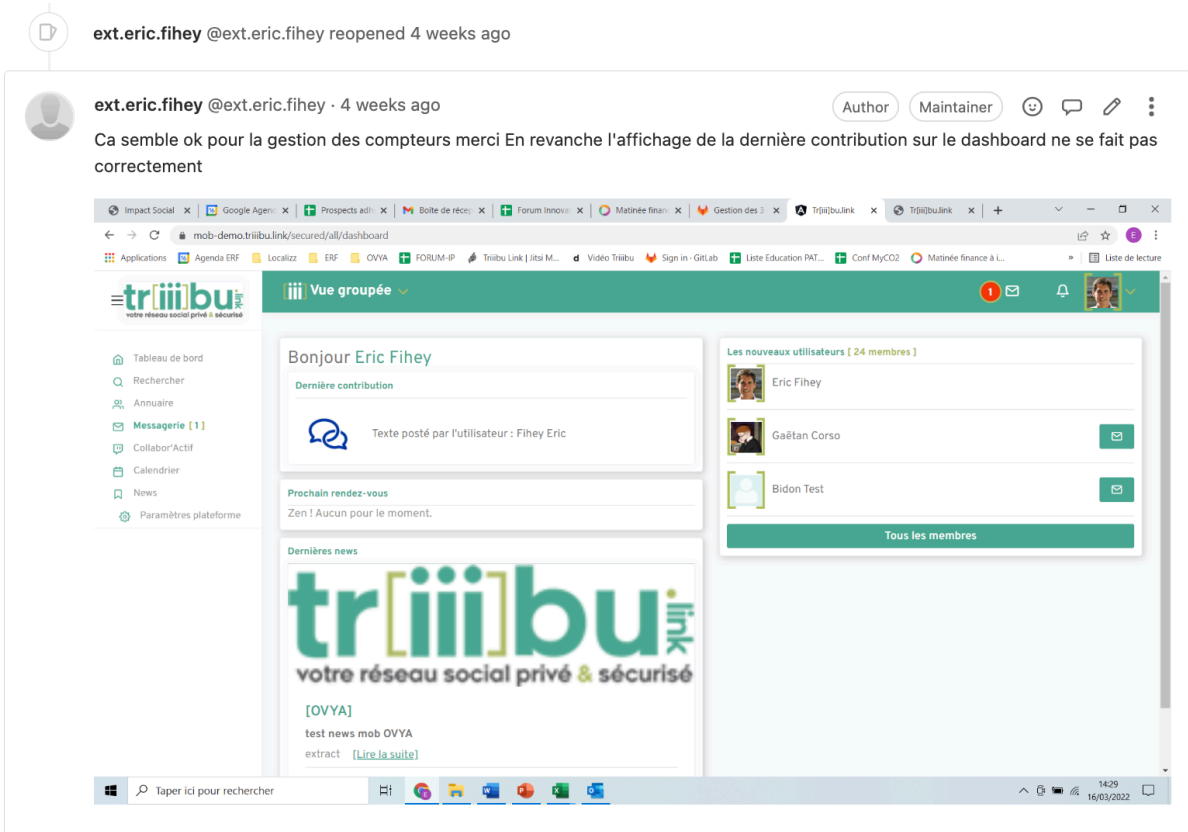 ext.eric.fihey @ext.eric.fihey reopened 4 weeks ago
ext.eric.fihey @ext.eric.fihey · 4 weeks ago
Author
Maintainer
Ca semble ok pour la gestion des compteurs merci En revanche l'affichage de la dernière contribution sur le dashboard ne se fait pas
correctement
Impact Social
Google Agenc
Prospects adh
Boîte de récep
Forum Innova
Matinée financ
Gestion des 3
Tr[iii]bu.link
Tr[iii]bu.link
mob-demo.triiibu.link/secured/all/dashboard
E
Applications
Agenda ERF
Localizz
ERF
OVYA
FORUM-IP
Triiibu Link | Jitsi M...
Vidéo Triiibu
Sign in · GitLab
Liste Education PAT...
Conf MyCO2
Matinée finance à i...
»
Liste de lecture
tr[iii]bu.link
votre réseau social privé & sécurisé
[iii] Vue groupée
1
Tableau de bord
Rechercher
Annuaire
Messagerie [ 1 ]
Collabor'Actif
Calendrier
News
Paramètres plateforme
Bonjour Eric Fihey
Dernière contribution
Texte posté par l'utilisateur : Fihey Eric
Prochain rendez-vous
Zen ! Aucun pour le moment.
Dernières news
tr[iii]bu.link
votre réseau social privé & sécurisé
[OVYA]
test news mob OVYA
extract [Lire la suite]
Les nouveaux utilisateurs [ 24 membres ]
Eric Fihey
Gaëtan Corso
Bidon Test
Tous les membres
Taper ici pour rechercher
14:29
16/03/2022